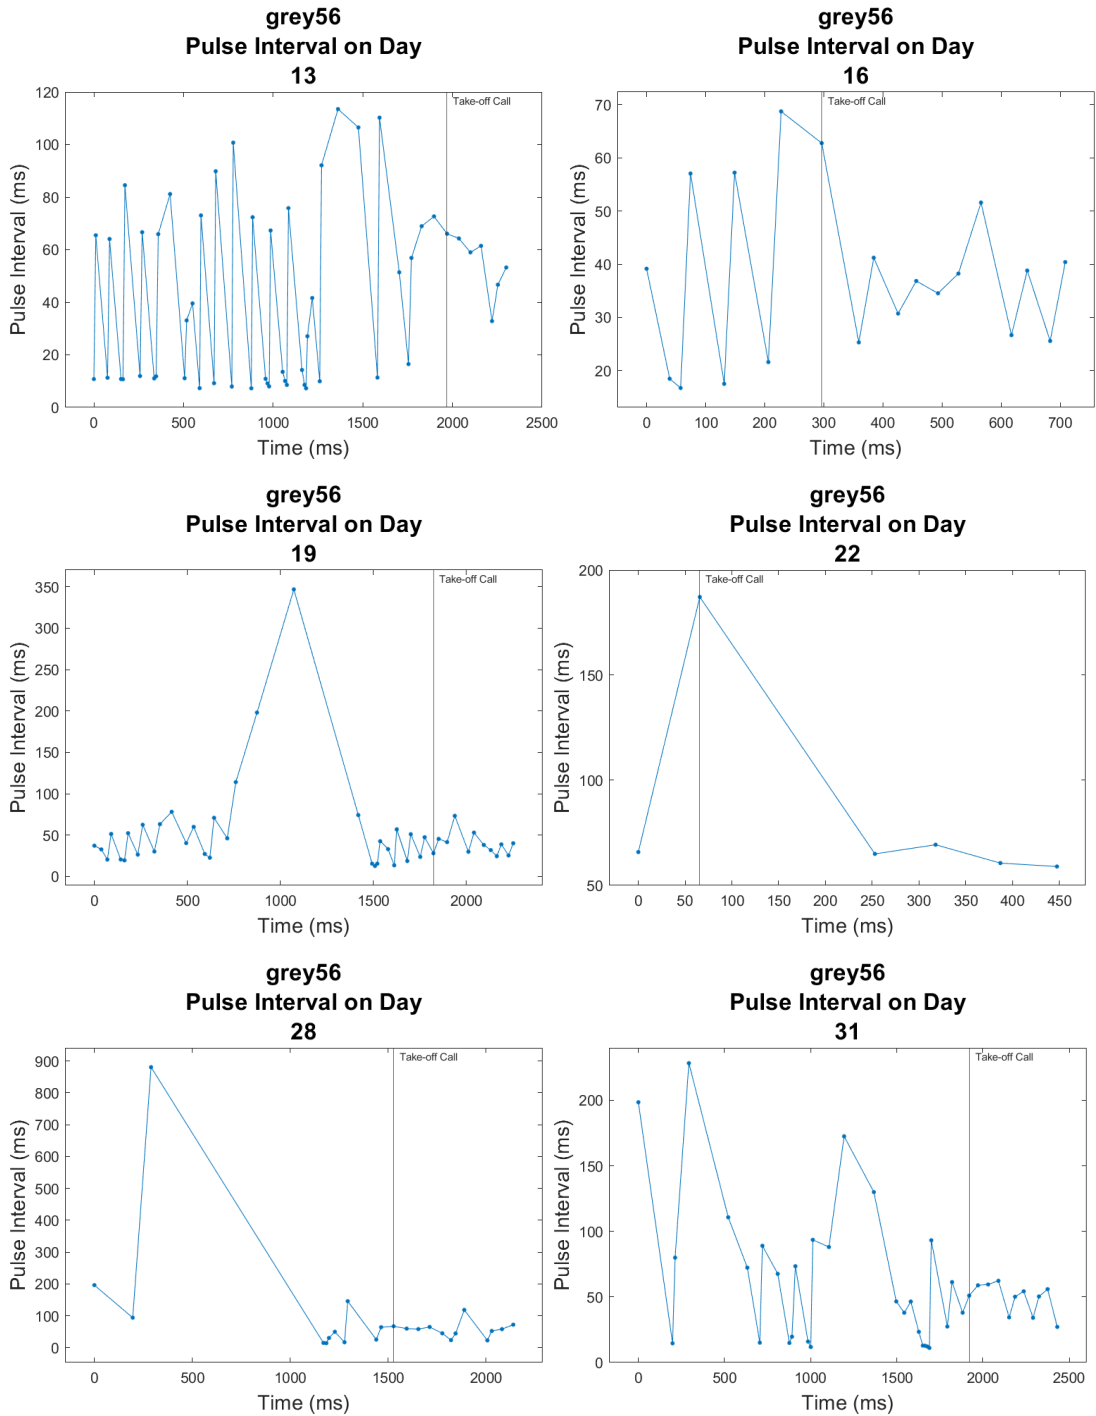 grey56
Pulse Interval on Day
13
120
100
80
60
40
20
0
Pulse Interval (ms)
Take-off Call
0 500 1000 1500 2000 2500
Time (ms)
grey56
Pulse Interval on Day
16
70
60
50
40
30
20
Pulse Interval (ms)
Take-off Call
0 100 200 300 400 500 600 700
Time (ms)
grey56
Pulse Interval on Day
19
350
300
250
200
150
100
50
0
Pulse Interval (ms)
Take-off Call
0 500 1000 1500 2000
Time (ms)
grey56
Pulse Interval on Day
22
200
150
100
50
Pulse Interval (ms)
Take-off Call
0 50 100 150 200 250 300 350 400 450
Time (ms)
grey56
Pulse Interval on Day
28
900
800
700
600
500
400
300
200
100
0
Pulse Interval (ms)
Take-off Call
0 500 1000 1500 2000
Time (ms)
grey56
Pulse Interval on Day
31
200
150
100
50
0
Pulse Interval (ms)
Take-off Call
0 500 1000 1500 2000 2500
Time (ms)